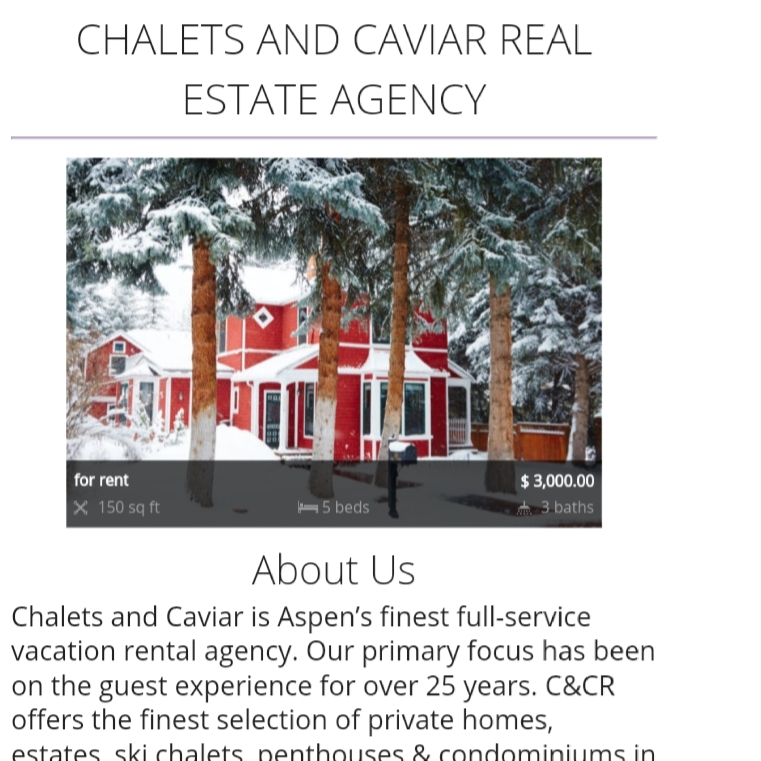 CHALETS AND CAVIAR REAL
ESTATE AGENCY
for rent $ 3,000.00
150 sq ft 5 beds 3 baths
About Us
Chalets and Caviar is Aspen’s finest full-service
vacation rental agency. Our primary focus has been
on the guest experience for over 25 years. C&CR
offers the finest selection of private homes,
estates, ski chalets, penthouses & condominiums in